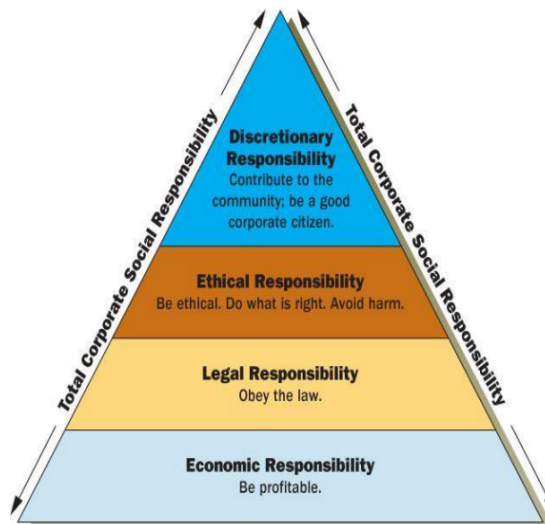 Total Corporate Social Responsibility
Total Corporate Social Responsibility
Discretionary
Responsibility
Contribute to the
community; be a good
corporate citizen.
Ethical Responsibility
Be ethical. Do what is right. Avoid harm.
Legal Responsibility
Obey the law.
Economic Responsibility
Be profitable.